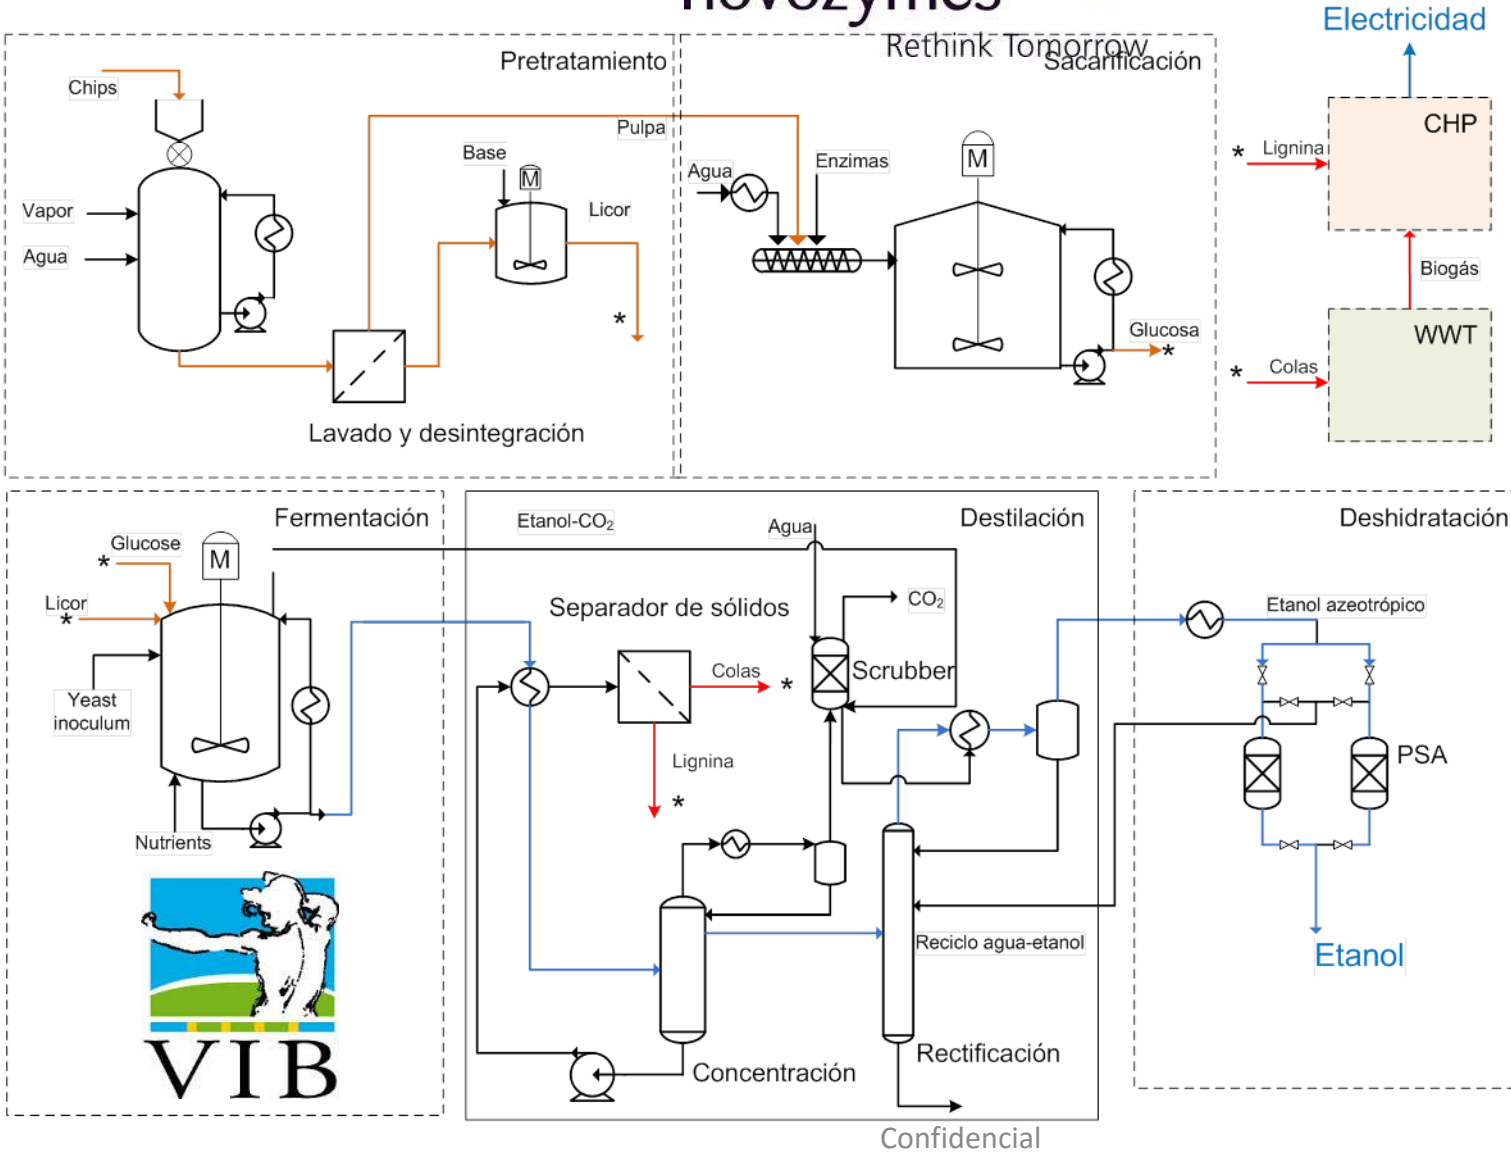 novozymes
Rethink Tomorrow
Electricidad
Pretratamiento
Sacarificación
Chips
CHP
Pulpa
* Lignina
Base
M
Agua
Enzimas
M
Vapor
Licor
Agua
Biogás
*
Glucosa
*
WWT
* Colas
Lavado y desintegración
Fermentación
Etanol-CO₂
Agua
Destilación
Deshidratación
Glucose
*
M
Licor
*
Separador de sólidos
CO₂
Etanol azeotrópico
Colas
*
Scrubber
Yeast
inoculum
Lignina
*
PSA
Nutrients
Reciclo agua-etanol
Etanol
VIB
Rectificación
Concentración
Confidencial